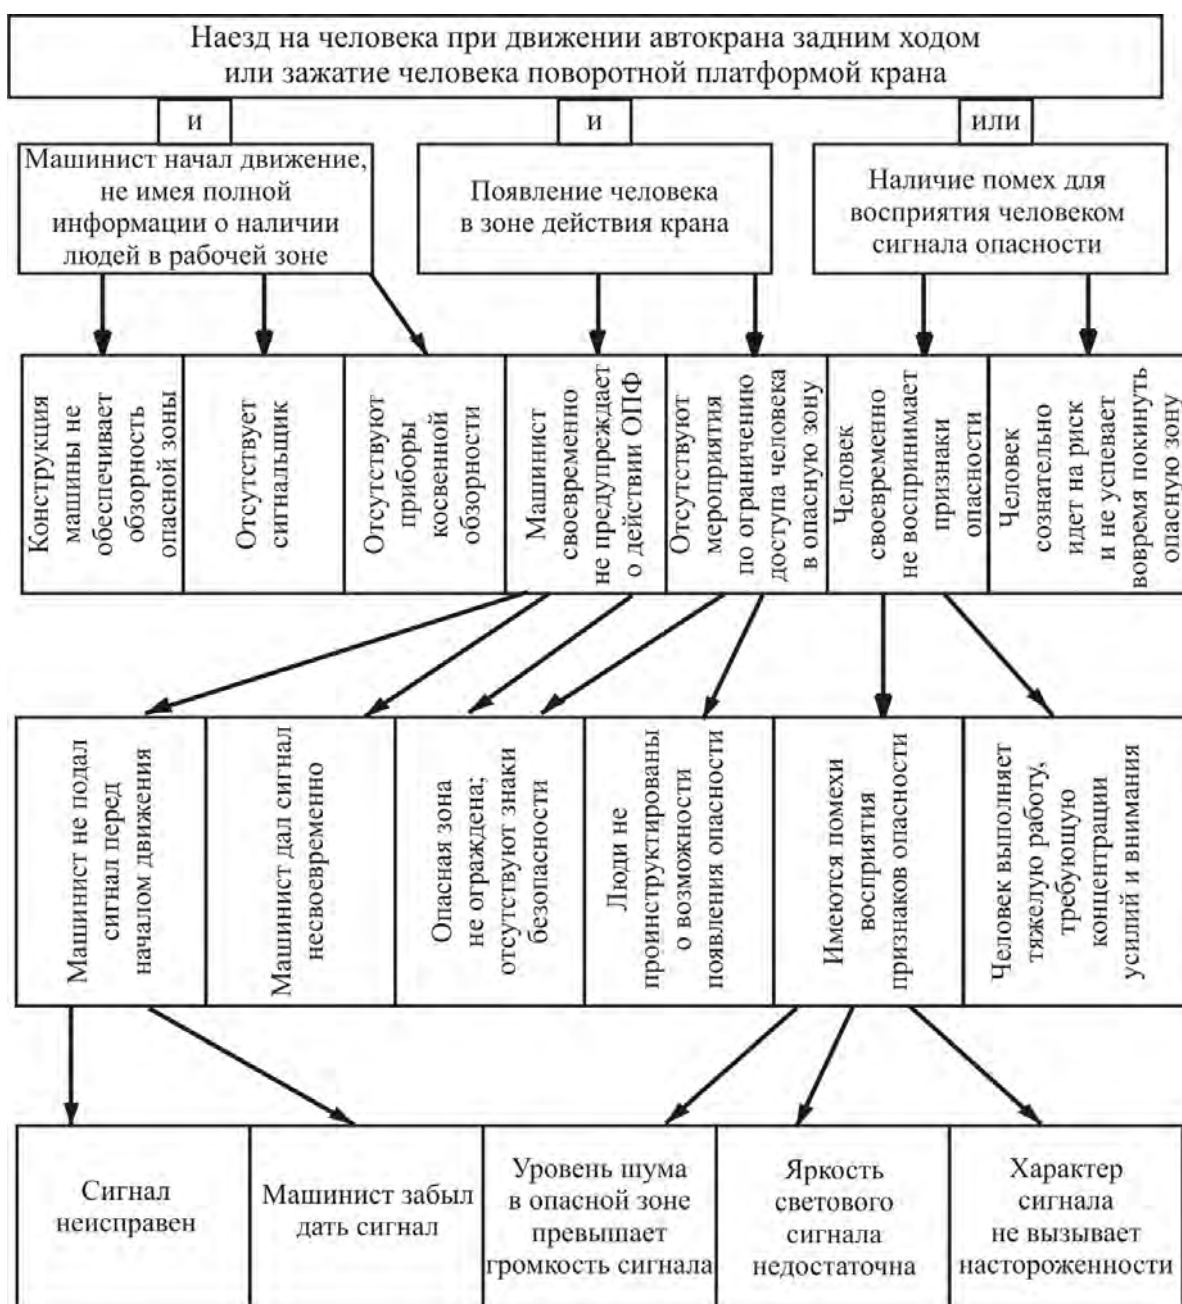 Наезд на человека при движении автокрана задним ходом
или зажатие человека поворотной платформой крана
и
и
или
Машинист начал движение,
не имея полной
информации о наличии
людей в рабочей зоне
Появление человека
в зоне действия крана
Наличие помех для
восприятия человеком
сигнала опасности
Конструкция
машины не
обеспечивает
обзорность
опасной зоны
Отсутствует
сигнальщик
Отсутствуют
приборы
косвенной
обзорности
Машинист
своевременно
не предупреждает
о действии ОПФ
Отсутствуют
мероприятия
по ограничению
доступа человека
в опасную зону
Человек
своевременно
не воспринимает
признаки
опасности
Человек
сознательно
идет на риск
и не успевает
вовремя покинуть
опасную зону
Машинист не подал
сигнал перед
началом движения
Машинист дал сигнал
несвоевременно
Опасная зона
не ограждена;
отсутствуют знаки
безопасности
Люди не
проинструктированы
о возможности
появления опасности
Имеются помехи
восприятия
признаков опасности
Человек выполняет
тяжелую работу,
требующую
концентрации
усилий и внимания
Сигнал
неисправен
Машинист забыл
дать сигнал
Уровень шума
в опасной зоне
превышает
громкость сигнала
Яркость
светового
сигнала
недостаточна
Характер
сигнала
не вызывает
настороженности